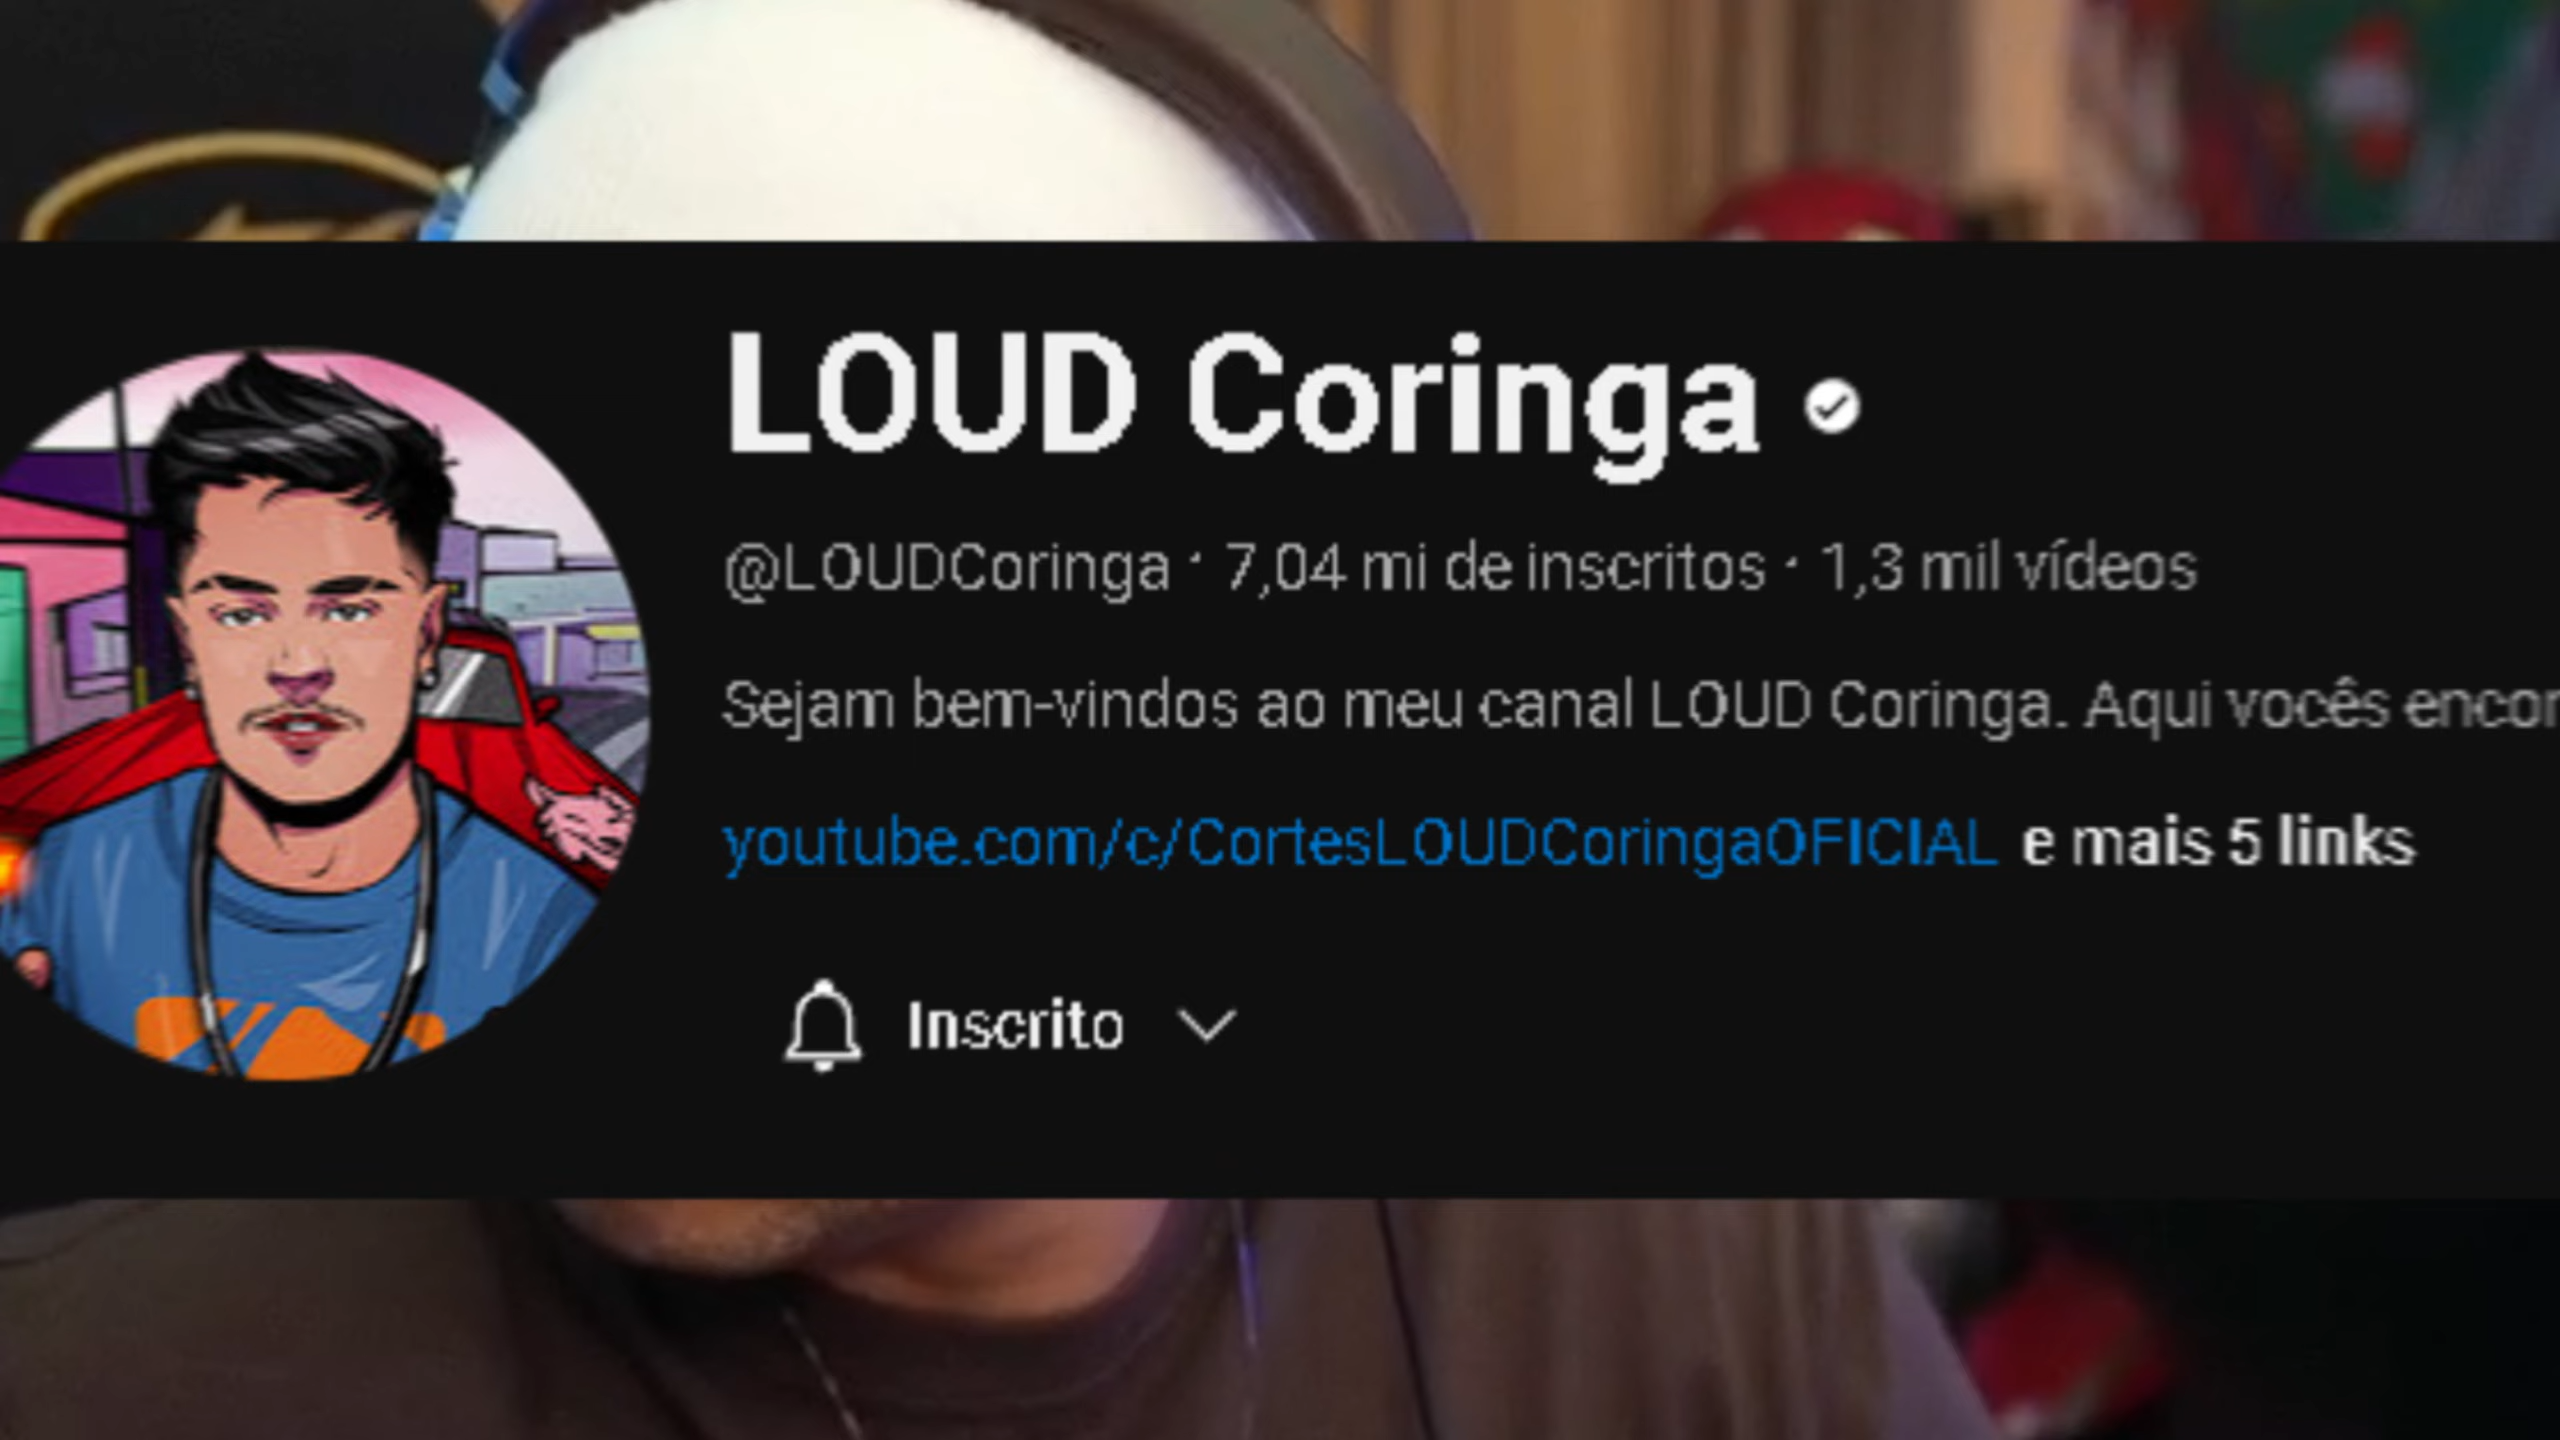 LOUD Coringa
@LOUDCoringa · 7,04 mi de inscritos · 1,3 mil vídeos
Sejam bem-vindos ao meu canal LOUD Coringa. Aqui vocês encon
youtube.com/c/CortesLOUDCoringaOFICIAL e mais 5 links
Inscrito